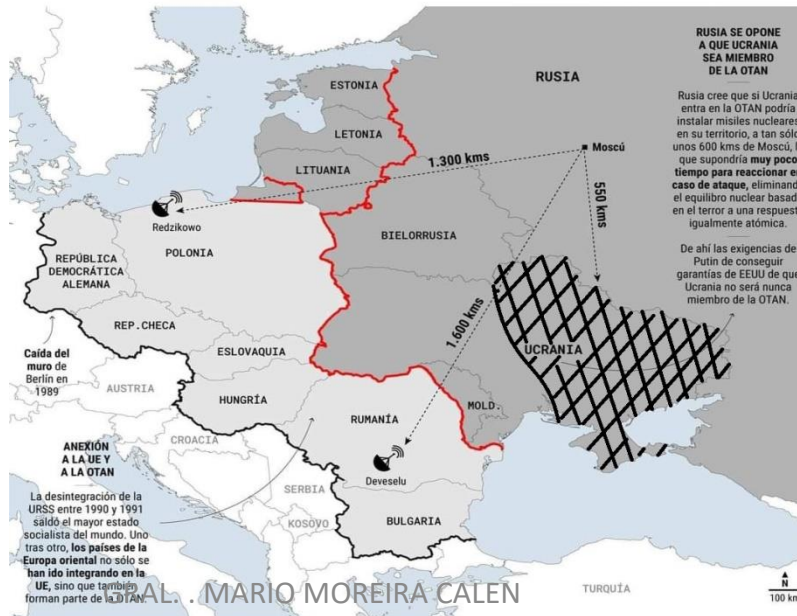 RUSIA SE OPONE
A QUE UCRANIA
SEA MIEMBRO
DE LA OTAN
Rusia cree que si Ucrania
entra en la OTAN podría
instalar misiles nucleares
en su territorio, a tan sólo
unos 600 kms de Moscú, l
que supondría muy poco
tiempo para reaccionar en
caso de ataque, eliminand
el equilibro nuclear basad
en el terror a una respuest
igualmente atómica.
De ahí las exigencias de
Putin de conseguir
garantías de EEUU de que
Ucrania no será nunca
miembro de la OTAN.
ESTONIA
LETONIA
LITUANIA
RUSIA
Moscú
1.300 kms
550 kms
1.600 kms
Redzikowo
POLONIA
BIELORRUSIA
REPÚBLICA
DEMOCRÁTICA
ALEMANA
REP.CHECA
ESLOVAQUIA
UCRANIA
Caída del
muro de
Berlín en
1989
AUSTRIA
HUNGRÍA
RUMANÍA
MOLD.
CROACIA
Deveselu
SERBIA
KOSOVO
BULGARIA
TURQUÍA
ANEXIÓN
A LA UE Y
A LA OTAN
La desintegración de la
URSS entre 1990 y 1991
saldó el mayor estado
socialista del mundo. Uno
tras otro, los países de la
Europa oriental no sólo se
han ido integrando en la
UE, sino que también
forman parte de la OTAN.
GRAL. . MARIO MOREIRA CALEN
N
100 km